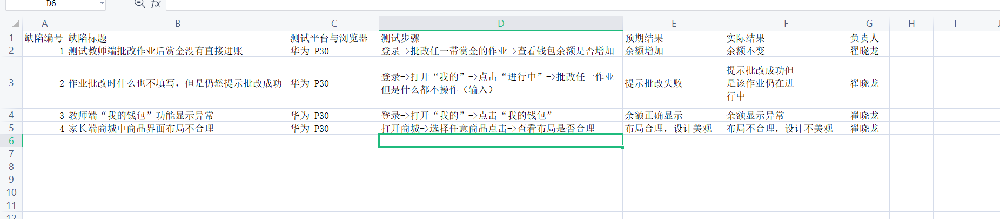 D6 fx
A B C D E F G H I
1 缺陷编号 缺陷标题 测试平台与浏览器 测试步骤 预期结果 实际结果 负责人
2 1 测试教师端批改作业后赏金没有直接进账 华为 P30 登录->批改任一带赏金的作业->查看钱包余额是否增加 余额增加 余额不变 翟晓龙
3 2 作业批改时什么也不填写，但是仍然提示批改成功 华为 P30 登录->打开“我的”->点击“进行中”->批改任一作业 提示批改失败 提示批改成功但 翟晓龙
但是什么都不操作（输入） 是该作业仍在进
行中
4 3 教师端“我的钱包”功能显示异常 华为 P30 登录->打开“我的”->点击“我的钱包” 余额正确显示 余额显示异常 翟晓龙
5 4 家长端商城中商品界面布局不合理 华为 P30 打开商城->选择任意商品点击->查看布局是否合理 布局合理，设计美观 布局不合理，设计不美观 翟晓龙
6
7
8
9
10
11
12